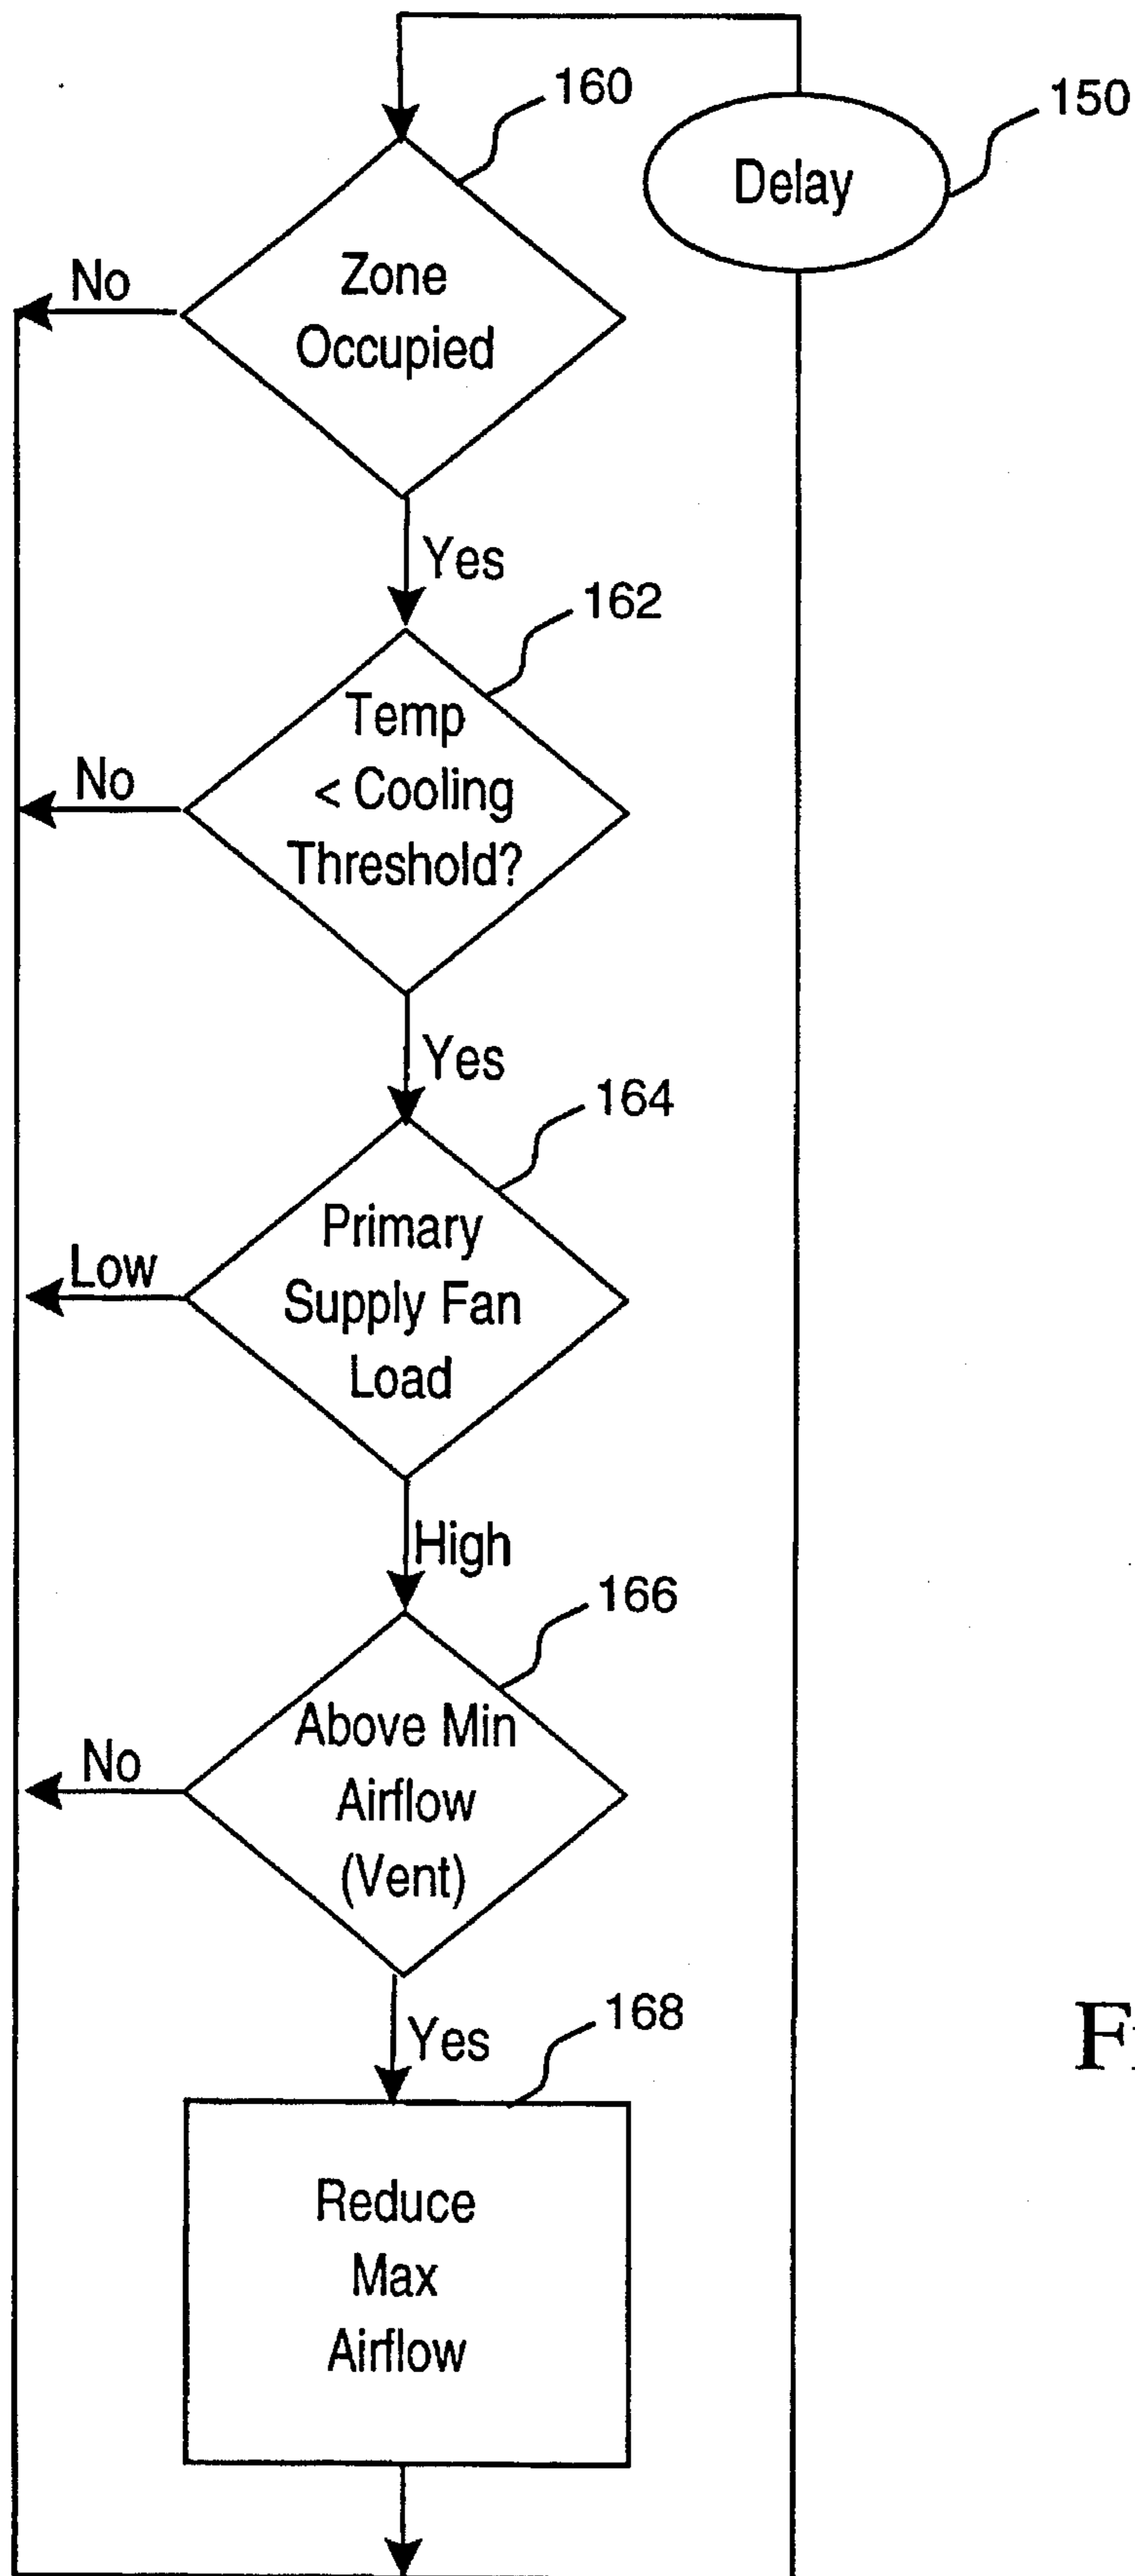 160
150
Delay
Zone
Occupied
No
Yes
162
Temp
< Cooling
Threshold?
No
Yes
164
Primary
Supply Fan
Load
Low
High
166
Above Min
Airflow
(Vent)
No
Yes
168
Reduce
Max
Airflow